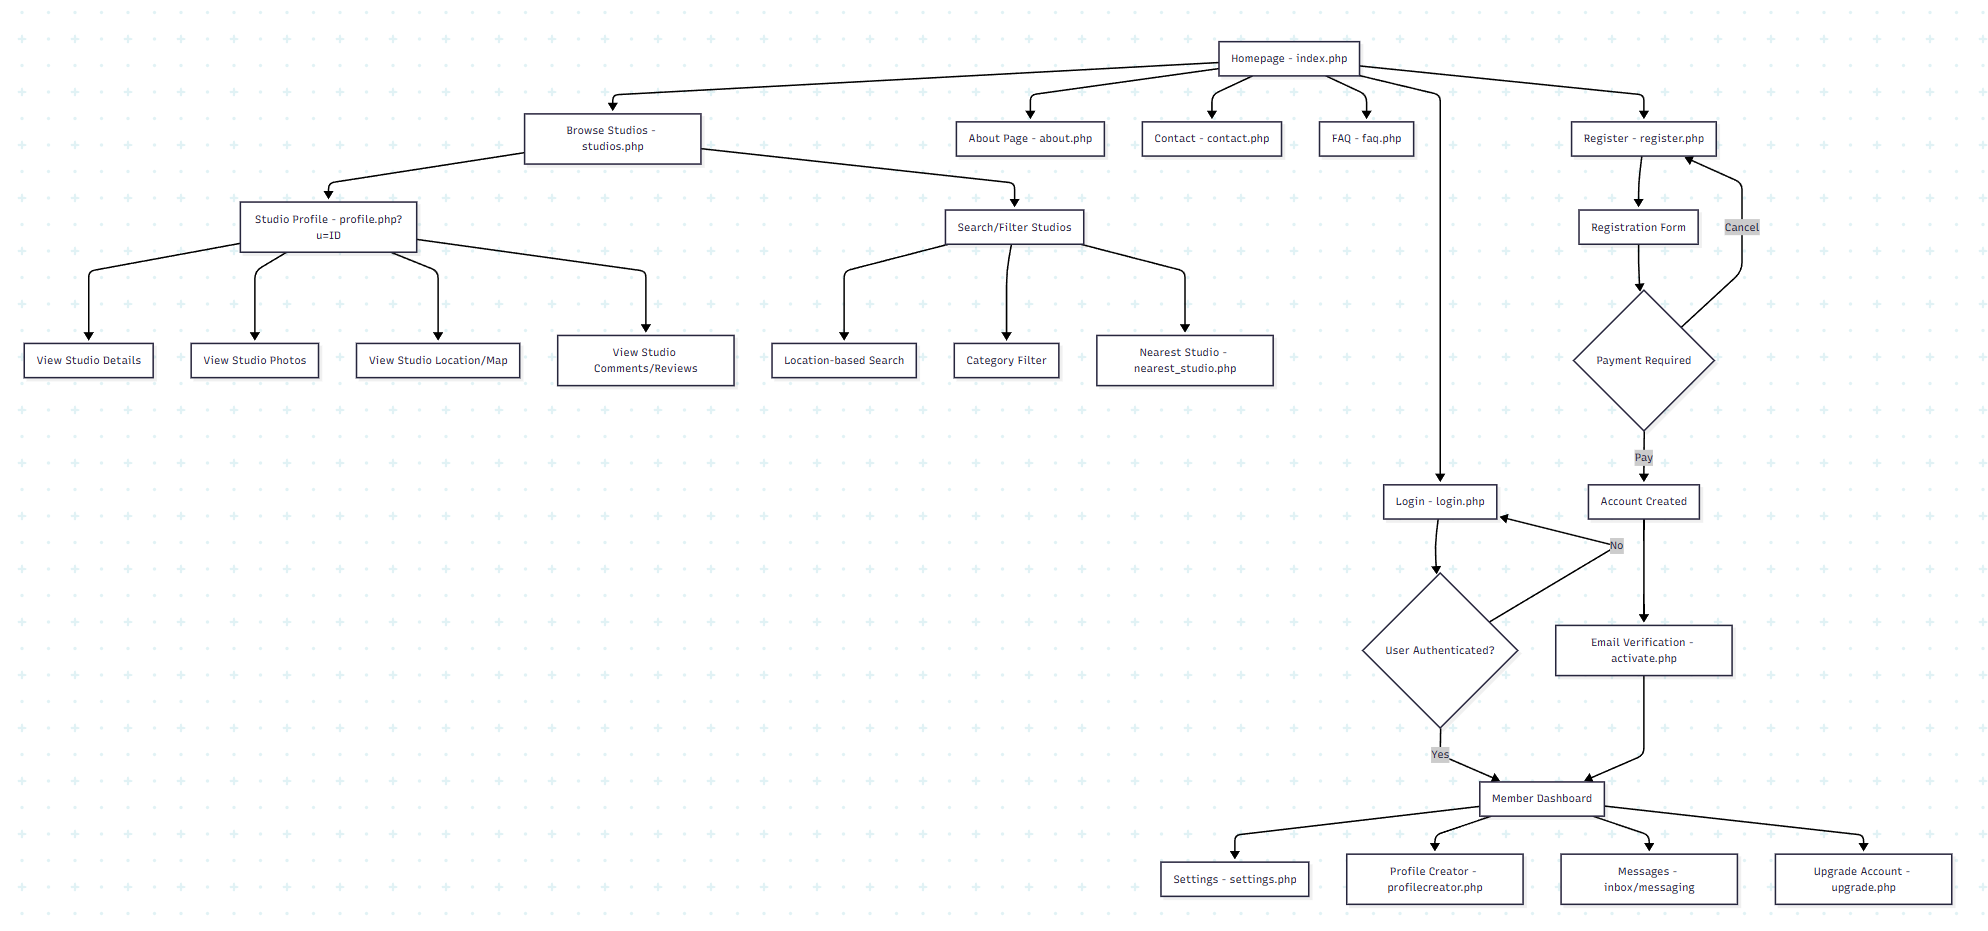 Homepage - index.php
Browse Studios -
studios.php
About Page - about.php
Contact - contact.php
FAQ - faq.php
Register - register.php
Studio Profile - profile.php?
u=ID
Search/Filter Studios
Registration Form
Cancel
View Studio Details
View Studio Photos
View Studio Location/Map
View Studio
Comments/Reviews
Location-based Search
Category Filter
Nearest Studio -
nearest_studio.php
Payment Required
Pay
Login - login.php
Account Created
No
User Authenticated?
Email Verification -
activate.php
Yes
Member Dashboard
Settings - settings.php
Profile Creator -
profilecreator.php
Messages -
inbox/messaging
Upgrade Account -
upgrade.php